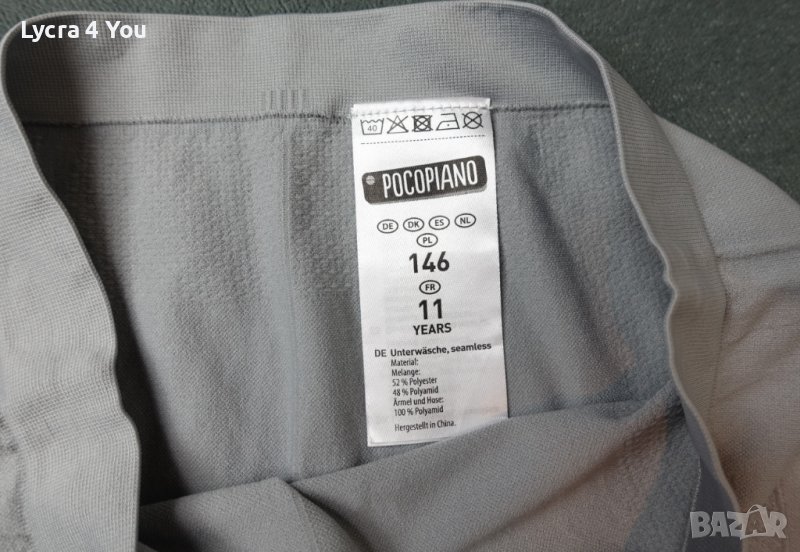 Lycra 4 You
40
POCOPIANO
DE DK ES NL
PL
146
FR
11
YEARS
DE Unterwäsche, seamless
Material:
Melange:
52 % Polyester
48 % Polyamid
Ärmel und Hose:
100 % Polyamid
Hergestellt in China.
BAZAR